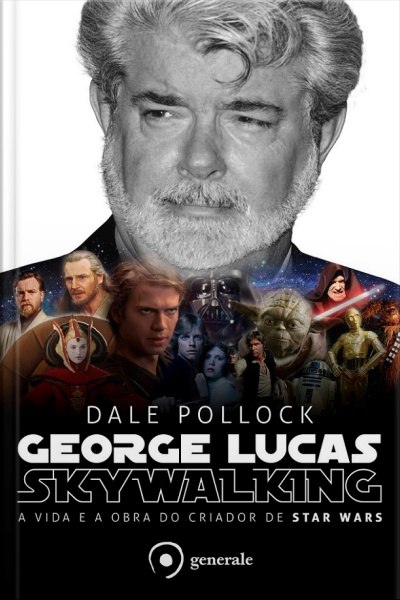 DALE POLLOCK
GEORGE LUCAS
SKYWALKING
A VIDA E A OBRA DO CRIADOR DE STAR WARS
generale